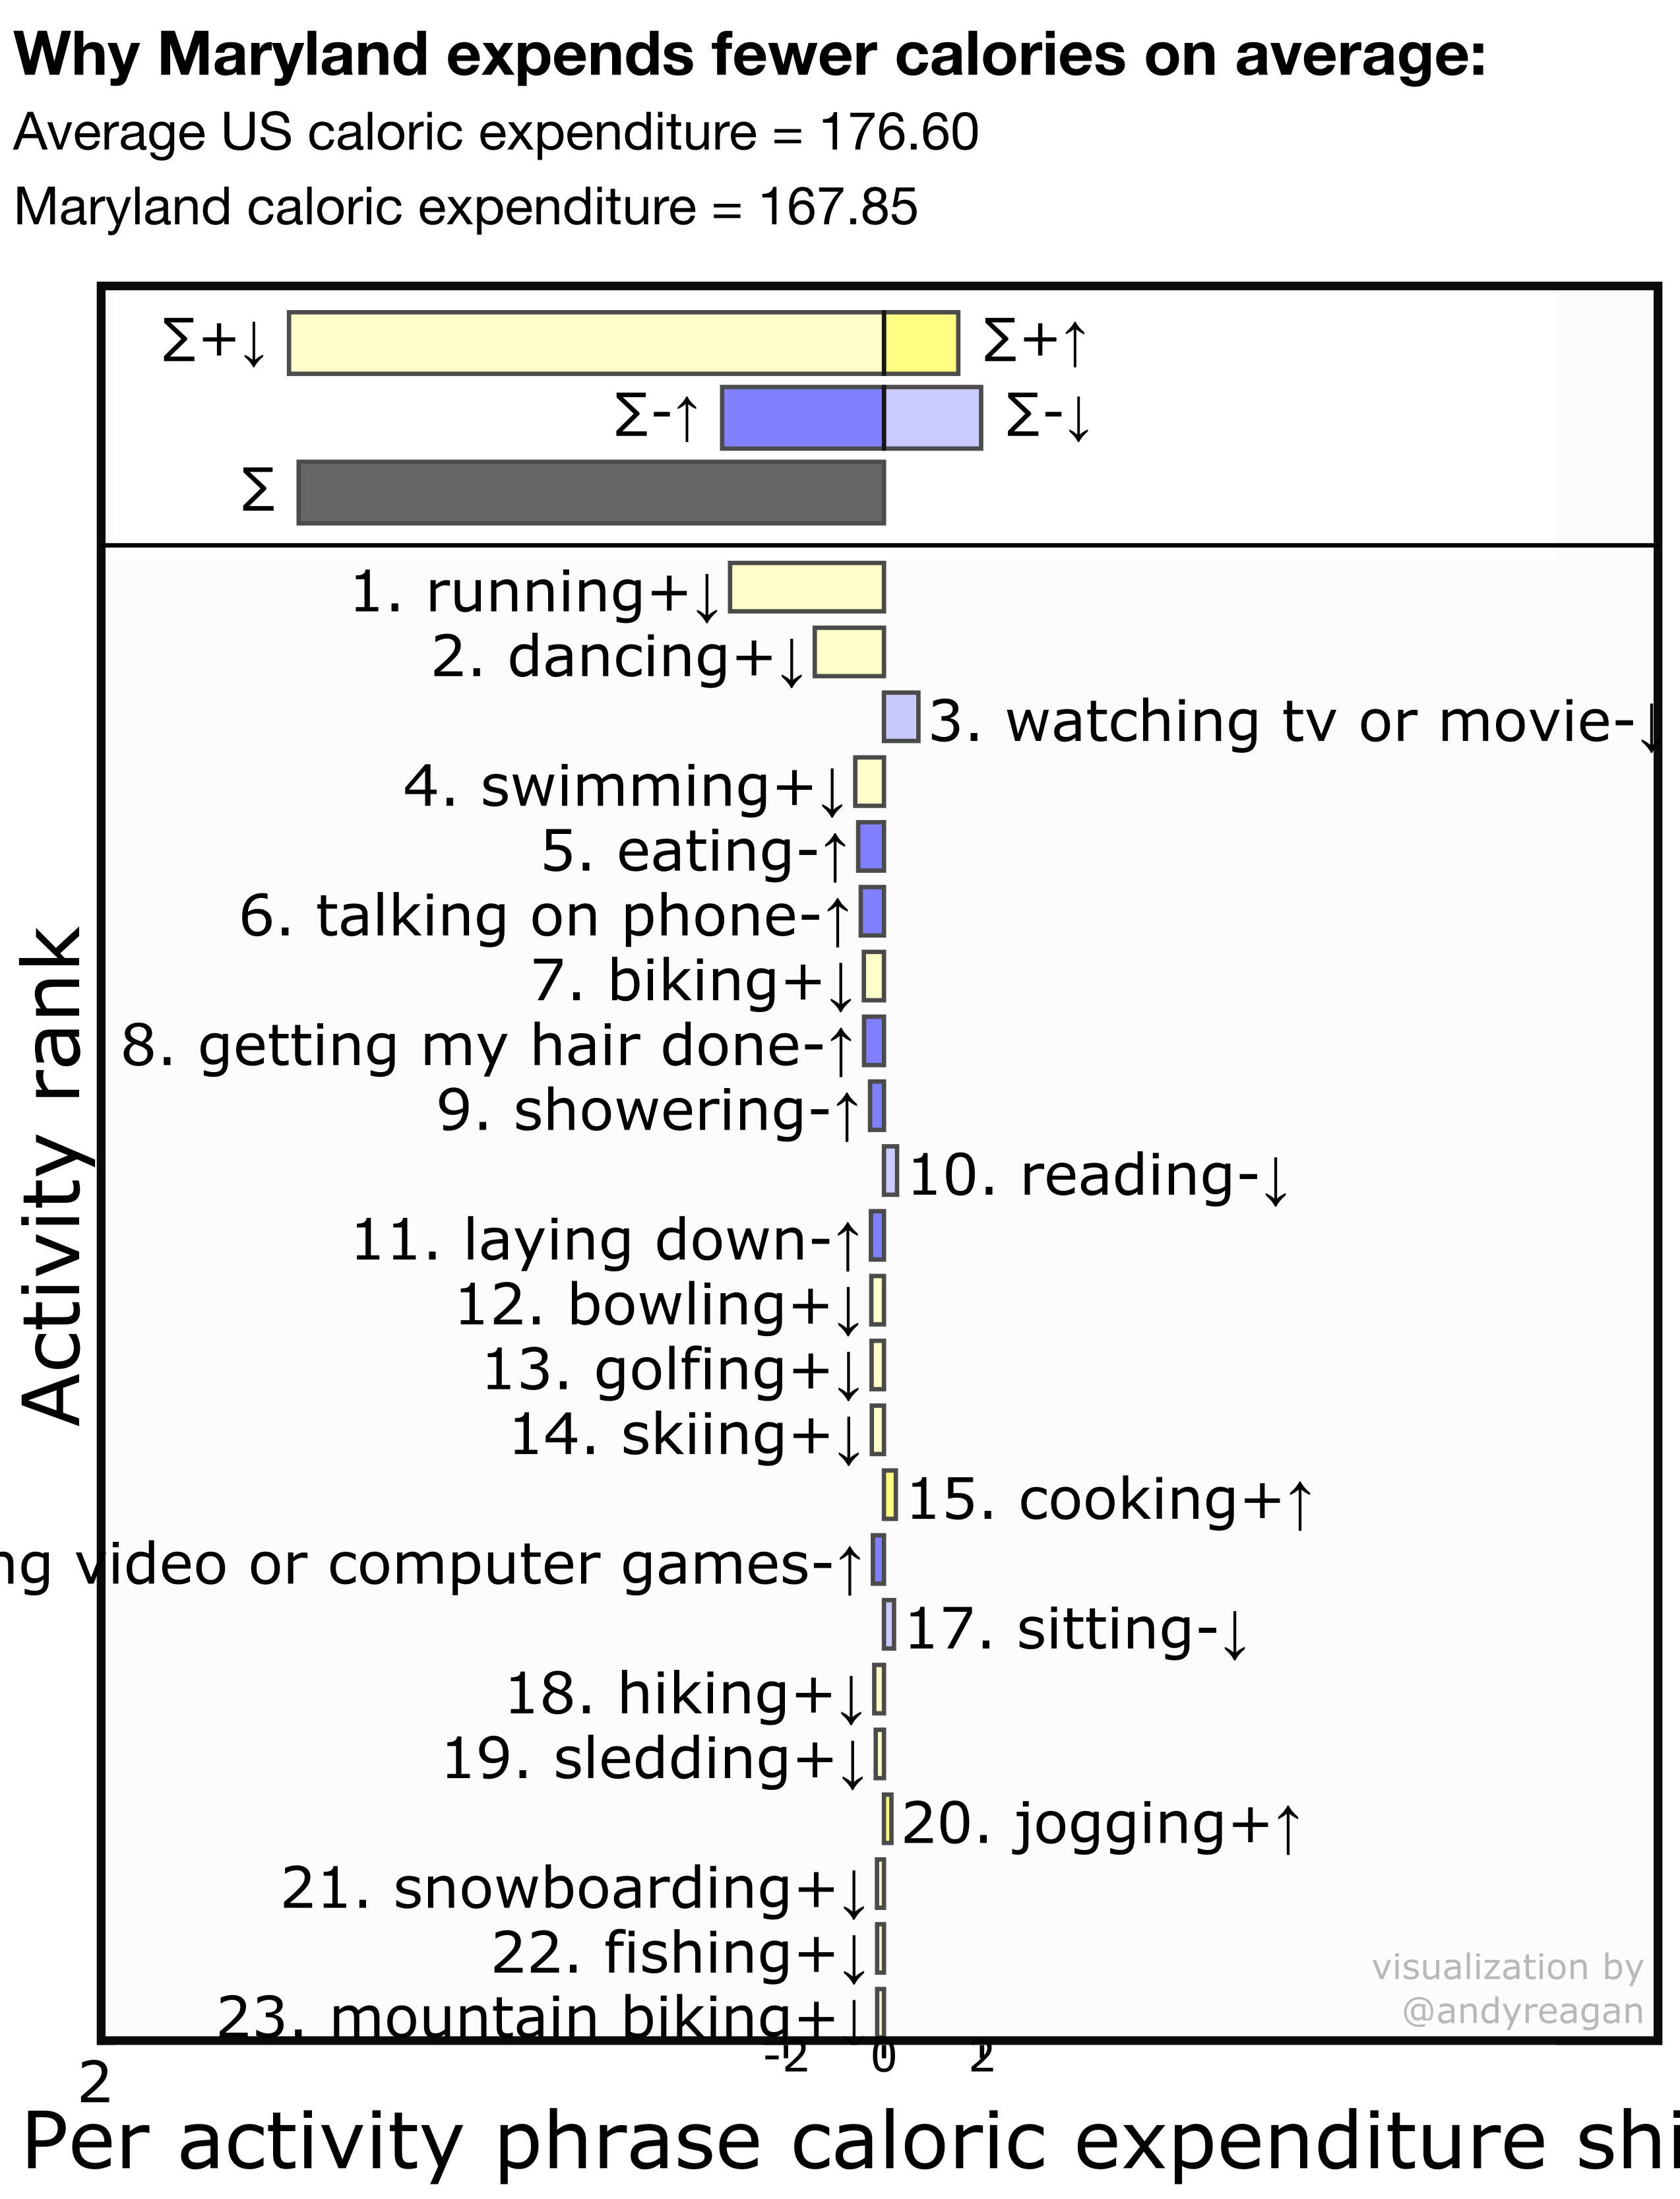 Why Maryland expends fewer calories on average:
Average US caloric expenditure = 176.60
Maryland caloric expenditure = 167.85
∑+↓
∑+↑
∑-↑
∑-↓
∑
Activity rank
1. running+↓
2. dancing+↓
3. watching tv or movie-↓
4. swimming+↓
5. eating-↑
6. talking on phone-↑
7. biking+↓
8. getting my hair done-↑
9. showering-↑
10. reading-↓
11. laying down-↑
12. bowling+↓
13. golfing+↓
14. skiing+↓
15. cooking+↑
ng video or computer games-↑
17. sitting-↓
18. hiking+↓
19. sledding+↓
20. jogging+↑
21. snowboarding+↓
22. fishing+↓
23. mountain biking+↓
visualization by
@andyreagan
-2 0 2
2
Per activity phrase caloric expenditure shi